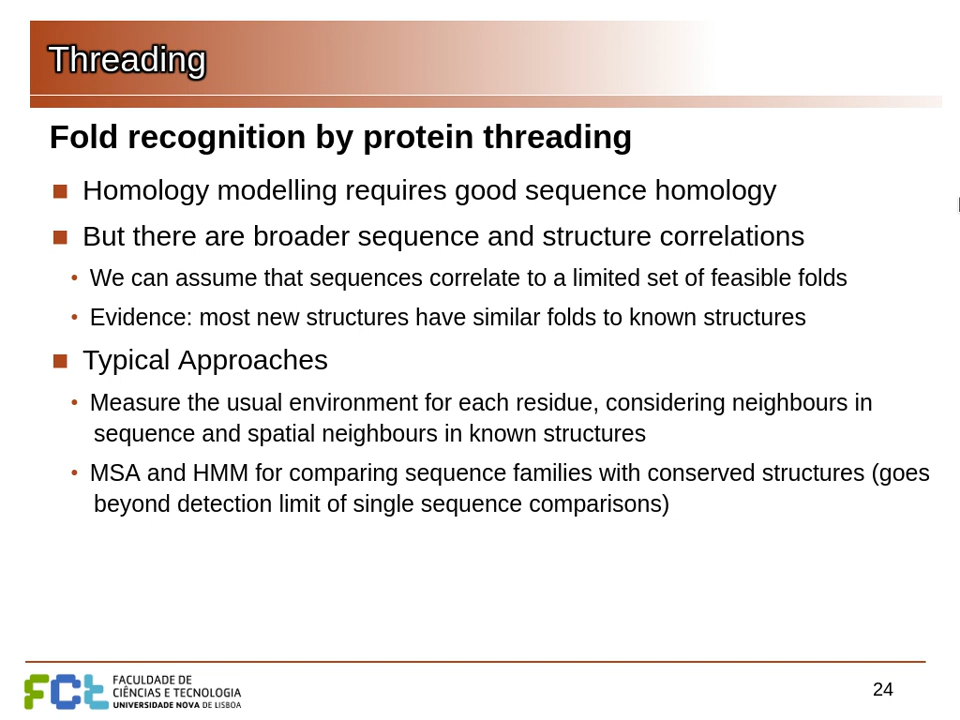 Threading
Fold recognition by protein threading
Homology modelling requires good sequence homology
But there are broader sequence and structure correlations
• We can assume that sequences correlate to a limited set of feasible folds
• Evidence: most new structures have similar folds to known structures
Typical Approaches
• Measure the usual environment for each residue, considering neighbours in
sequence and spatial neighbours in known structures
• MSA and HMM for comparing sequence families with conserved structures (goes
beyond detection limit of single sequence comparisons)
FCT
FACULDADE DE
CIÊNCIAS E TECNOLOGIA
UNIVERSIDADE NOVA DE LISBOA
24